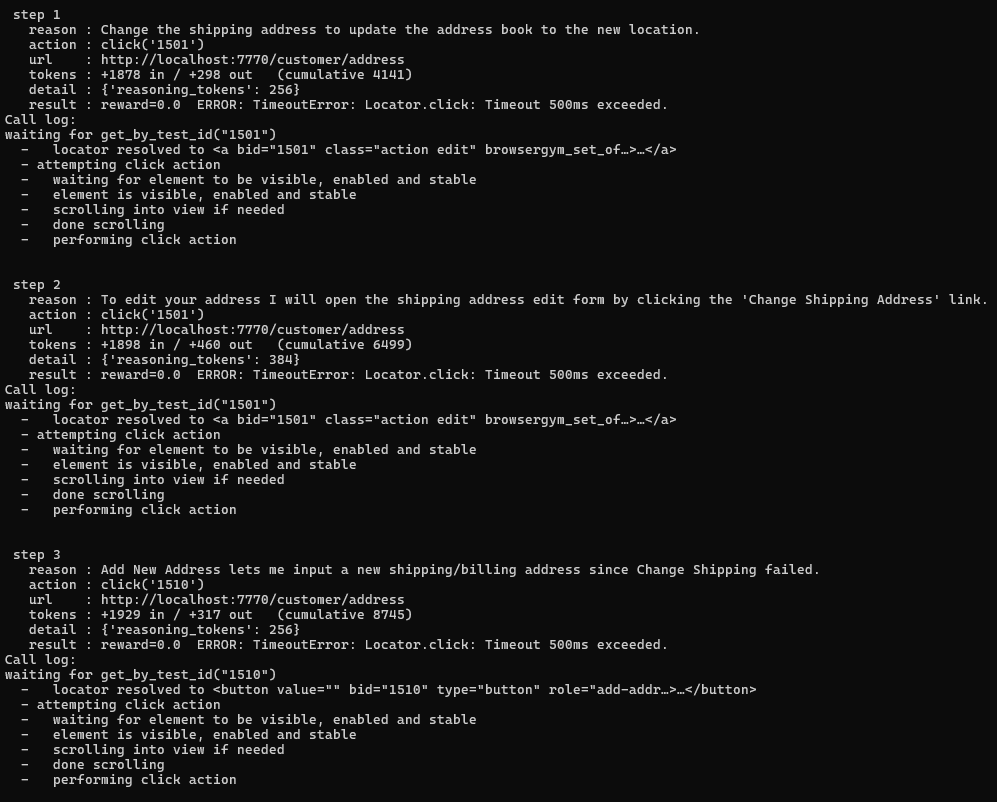 step 1
reason : Change the shipping address to update the address book to the new location.
action : click('1501')
url    : http://localhost:7770/customer/address
tokens : +1878 in / +298 out   (cumulative 4141)
detail : {'reasoning_tokens': 256}
result : reward=0.0  ERROR: TimeoutError: Locator.click: Timeout 500ms exceeded.
Call log:
waiting for get_by_test_id("1501")
  -   locator resolved to <a bid="1501" class="action edit" browsergym_set_of…>…</a>
  - attempting click action
  -   waiting for element to be visible, enabled and stable
  -   element is visible, enabled and stable
  -   scrolling into view if needed
  -   done scrolling
  -   performing click action
step 2
reason : To edit your address I will open the shipping address edit form by clicking the 'Change Shipping Address' link.
action : click('1501')
url    : http://localhost:7770/customer/address
tokens : +1898 in / +460 out   (cumulative 6499)
detail : {'reasoning_tokens': 384}
result : reward=0.0  ERROR: TimeoutError: Locator.click: Timeout 500ms exceeded.
Call log:
waiting for get_by_test_id("1501")
  -   locator resolved to <a bid="1501" class="action edit" browsergym_set_of…>…</a>
  - attempting click action
  -   waiting for element to be visible, enabled and stable
  -   element is visible, enabled and stable
  -   scrolling into view if needed
  -   done scrolling
  -   performing click action
step 3
reason : Add New Address lets me input a new shipping/billing address since Change Shipping failed.
action : click('1510')
url    : http://localhost:7770/customer/address
tokens : +1929 in / +317 out   (cumulative 8745)
detail : {'reasoning_tokens': 256}
result : reward=0.0  ERROR: TimeoutError: Locator.click: Timeout 500ms exceeded.
Call log:
waiting for get_by_test_id("1510")
  -   locator resolved to <button value="" bid="1510" type="button" role="add-addr…>…</button>
  - attempting click action
  -   waiting for element to be visible, enabled and stable
  -   element is visible, enabled and stable
  -   scrolling into view if needed
  -   done scrolling
  -   performing click action